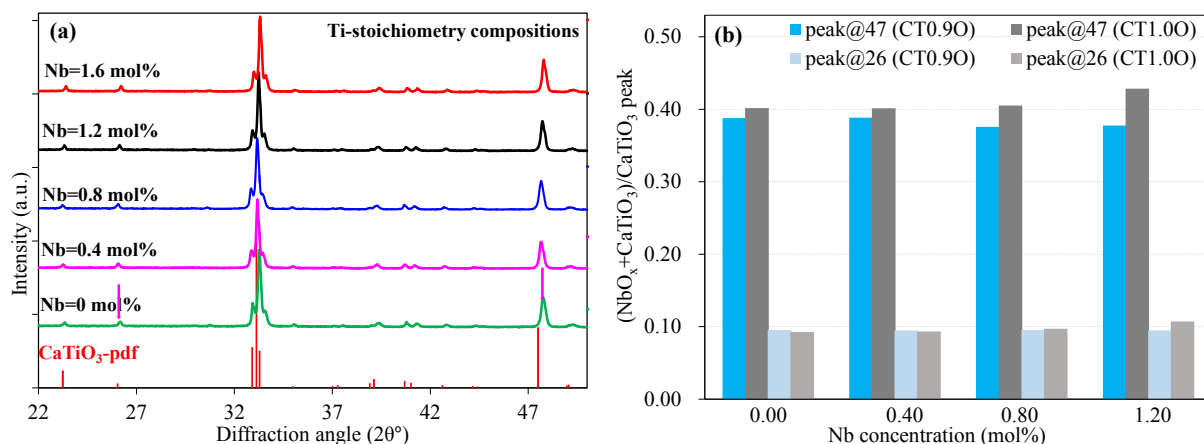 (a)
Ti-stoichiometry compositions
Nb=1.6 mol%
Nb=1.2 mol%
Nb=0.8 mol%
Nb=0.4 mol%
Nb=0 mol%
CaTiO₃-pdf
Intensity (a.u.)
22 27 32 37 42 47
Diffraction angle (2θ°)
(b)
peak@47 (CT0.9O) peak@47 (CT1.0O)
peak@26 (CT0.9O) peak@26 (CT1.0O)
(NbOₓ+CaTiO₃)/CaTiO₃ peak
0.50
0.40
0.30
0.20
0.10
0.00
0.00 0.40 0.80 1.20
Nb concentration (mol%)